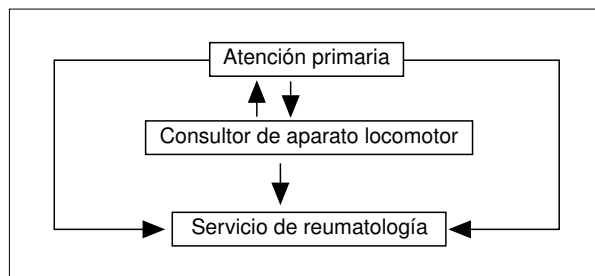 Atención primaria
Consultor de aparato locomotor
Servicio de reumatología